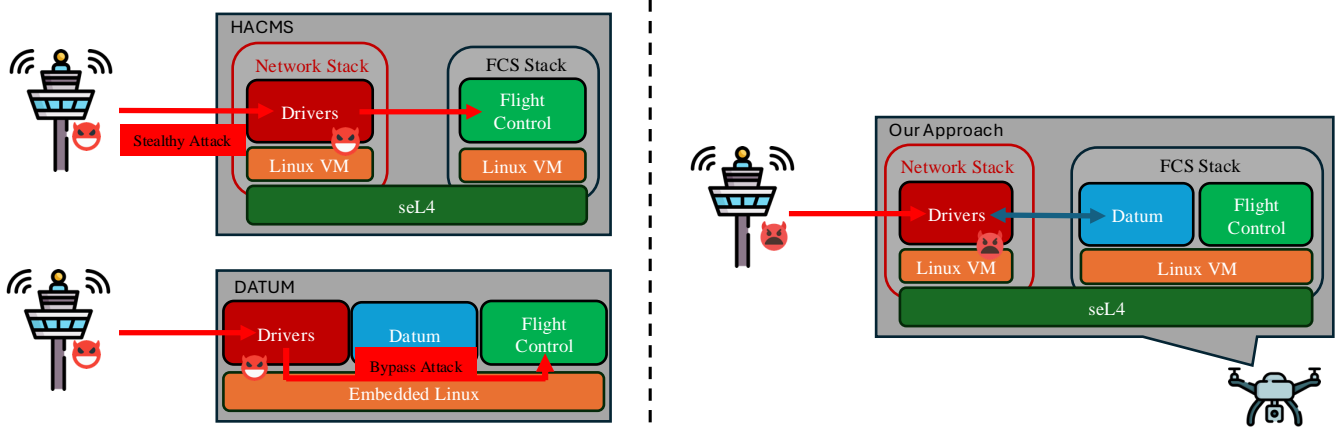 HACMS
Network Stack
FCS Stack
Drivers
Flight
Control
Stealthy Attack
Linux VM
Linux VM
seL4
DATUM
Drivers
Datum
Flight
Control
Bypass Attack
Embedded Linux
Our Approach
Network Stack
FCS Stack
Drivers
Datum
Flight
Control
Linux VM
Linux VM
seL4